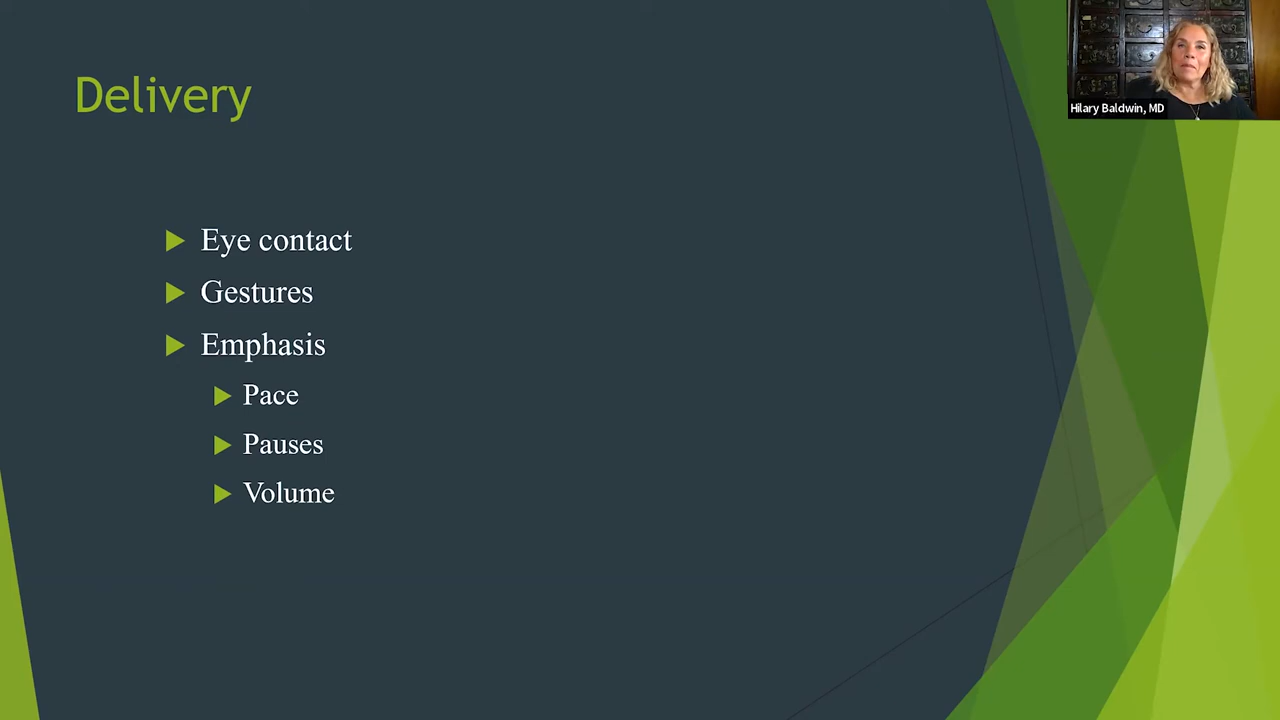 Delivery
Hilary Baldwin, MD
Eye contact
Gestures
Emphasis
Pace
Pauses
Volume